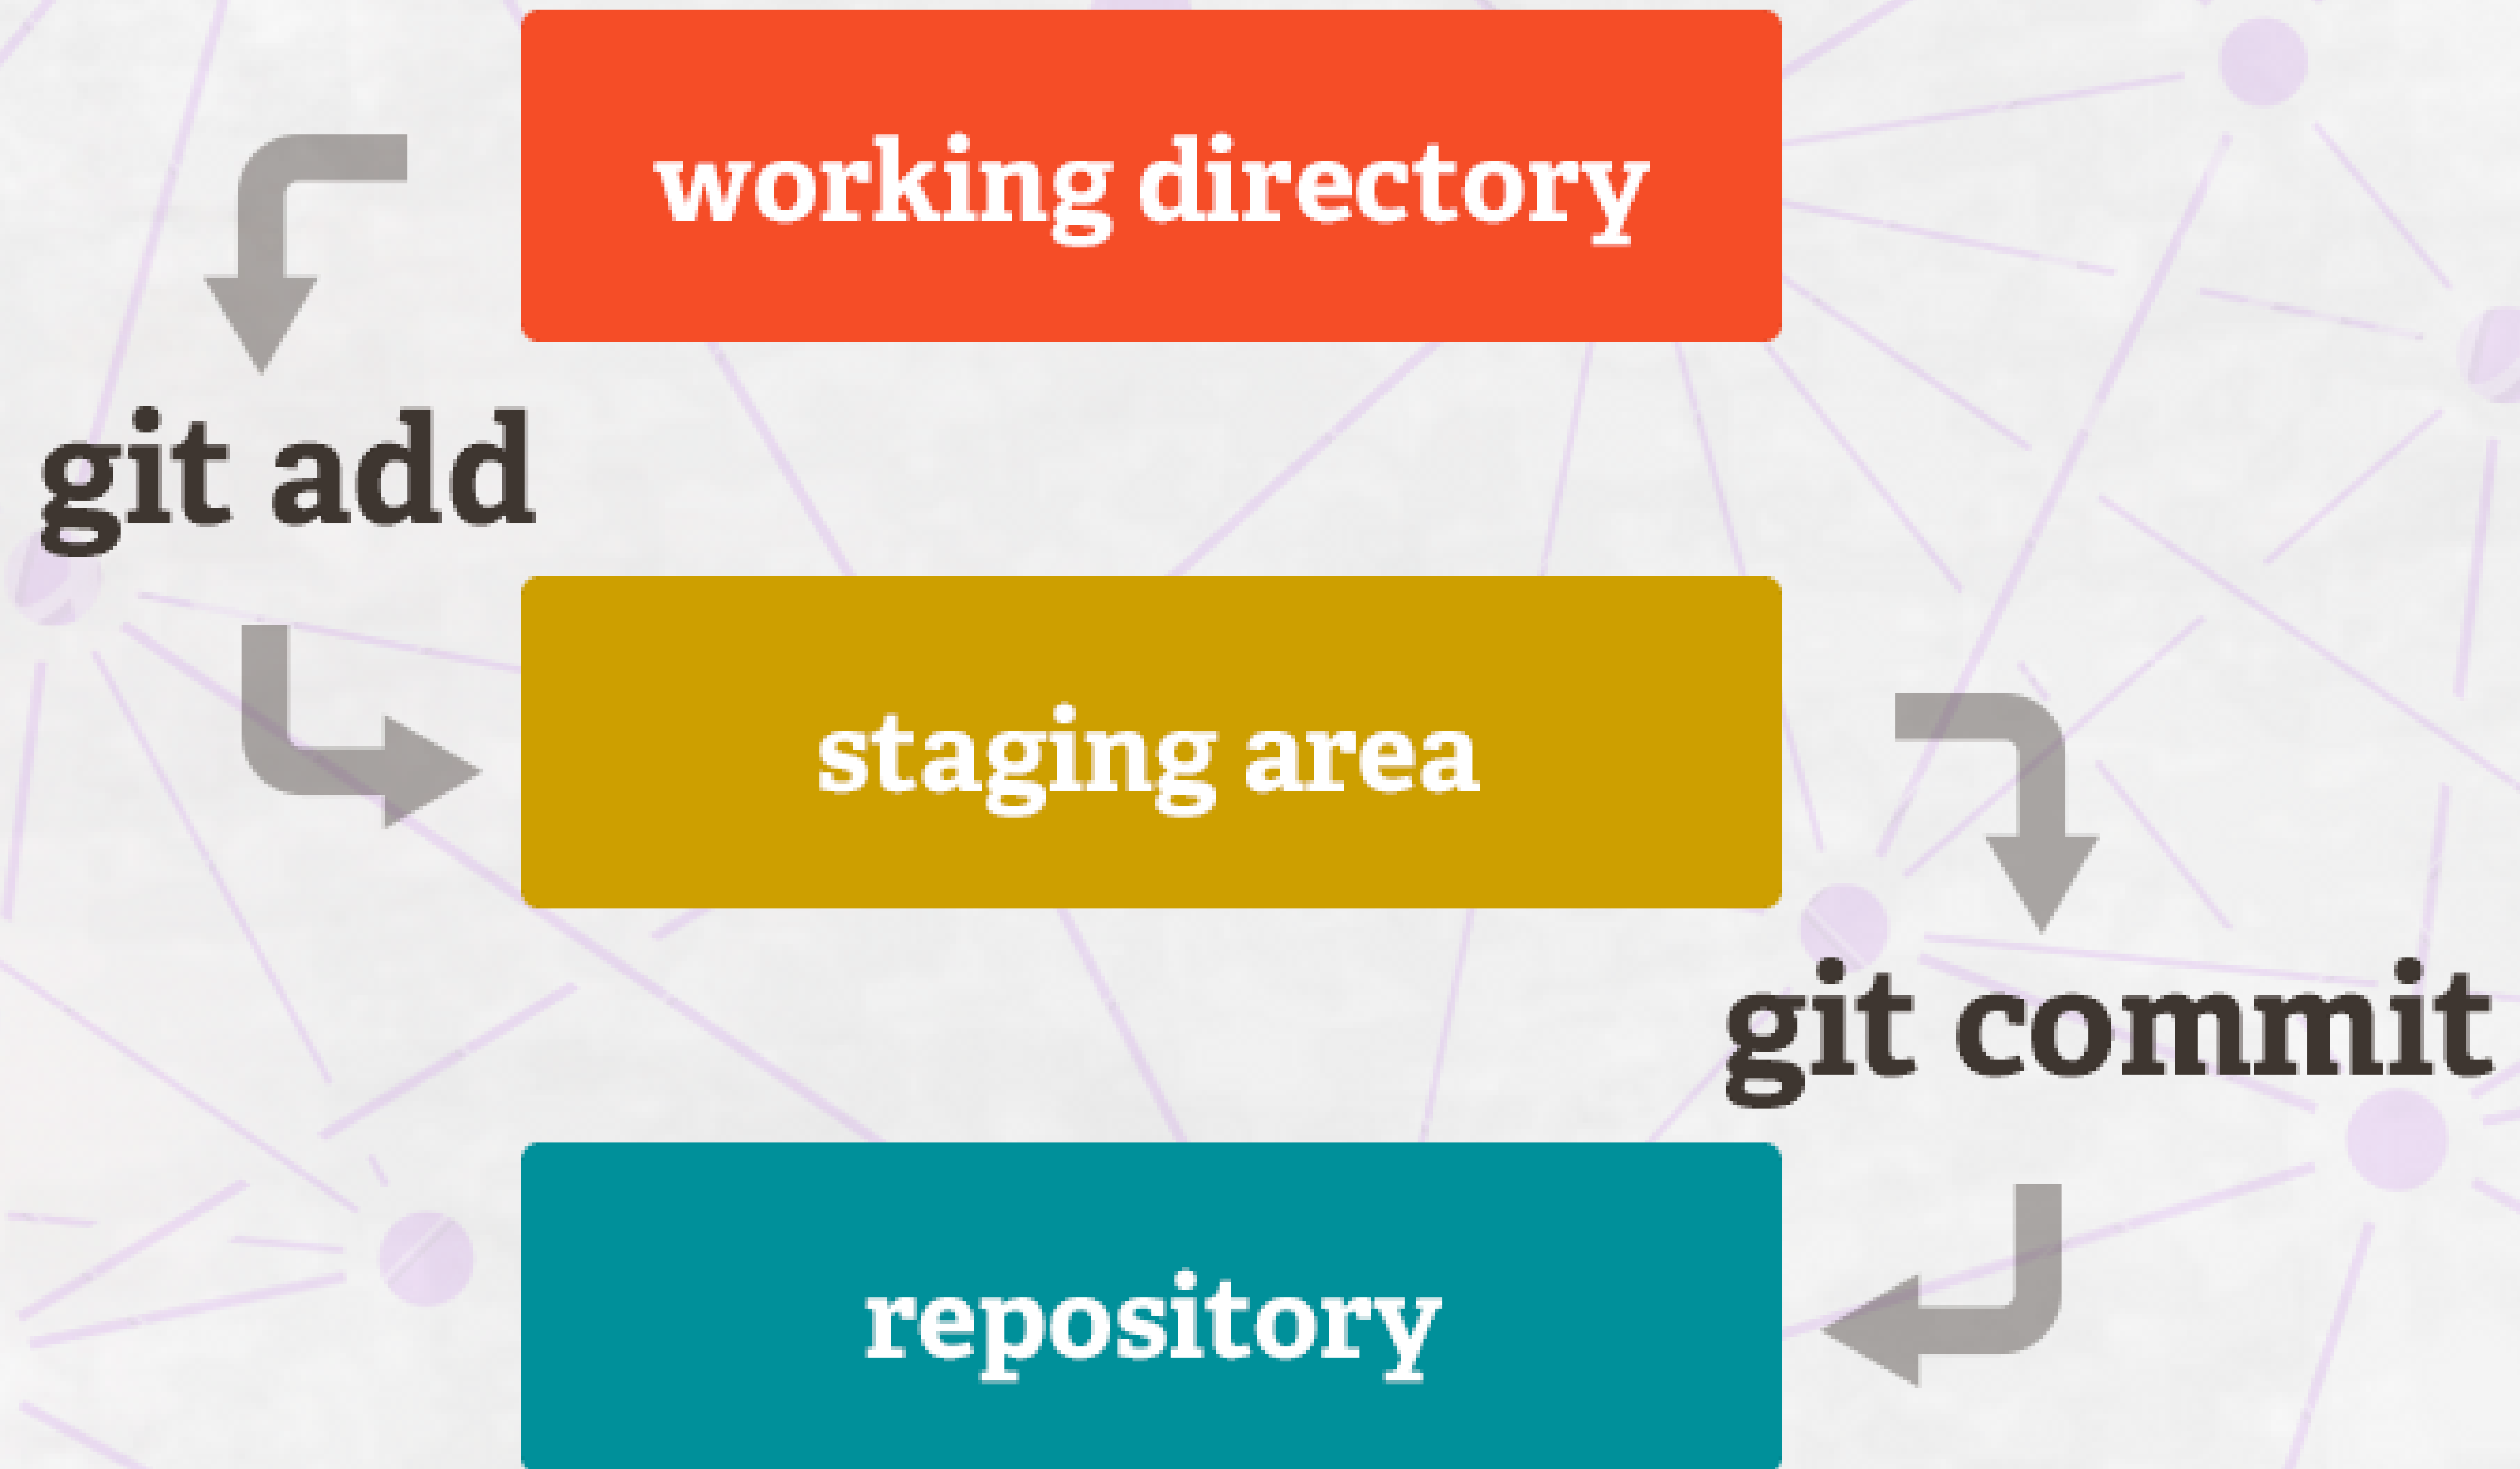 working directory
git add
staging area
git commit
repository